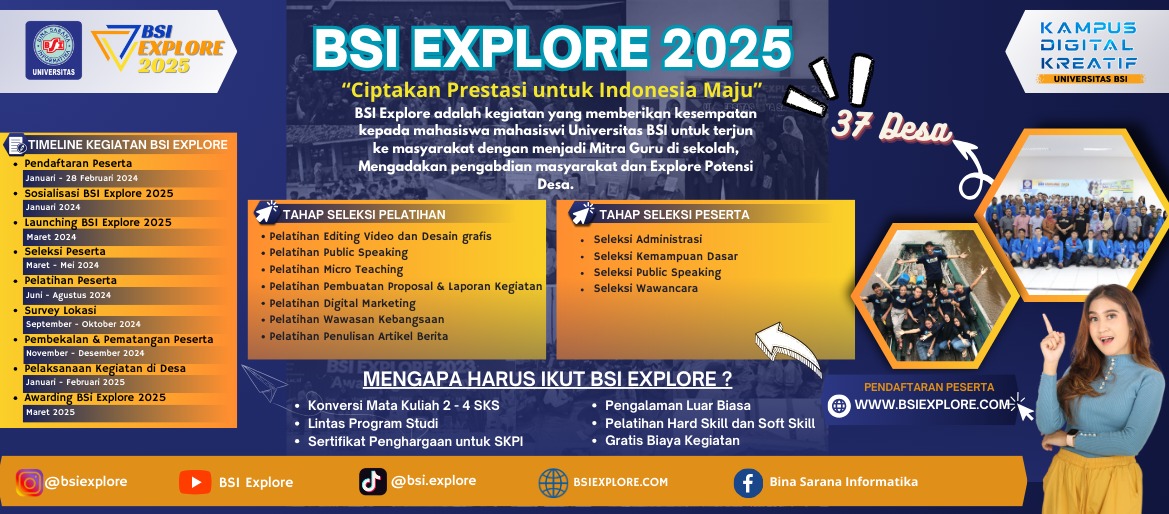 UNIVERSITAS
BSI
EXPLORE
2025
BSI EXPLORE 2025
“Ciptakan Prestasi untuk Indonesia Maju”
BSI Explore adalah kegiatan yang memberikan kesempatan
kepada mahasiswa mahasiswi Universitas BSI untuk terjun
ke masyarakat dengan menjadi Mitra Guru di sekolah,
Mengadakan pengabdian masyarakat dan Explore Potensi
Desa.
KAMPUS
DIGITAL
KREATIF
UNIVERSITAS BSI
37 Desa
TIMELINE KEGIATAN BSI EXPLORE
• Pendaftaran Peserta
Januari - 28 Februari 2024
• Sosialisasi BSI Explore 2025
Januari 2024
• Launching BSI Explore 2025
Maret 2024
• Seleksi Peserta
Maret - Mei 2024
• Pelatihan Peserta
Juni - Agustus 2024
• Survey Lokasi
September - Oktober 2024
• Pembekalan & Pematangan Peserta
November - Desember 2024
• Pelaksanaan Kegiatan di Desa
Januari - Februari 2025
• Awarding BSi Explore 2025
Maret 2025
TAHAP SELEKSI PELATIHAN
• Pelatihan Editing Video dan Desain grafis
• Pelatihan Public Speaking
• Pelatihan Micro Teaching
• Pelatihan Pembuatan Proposal & Laporan Kegiatan
• Pelatihan Digital Marketing
• Pelatihan Wawasan Kebangsaan
• Pelatihan Penulisan Artikel Berita
TAHAP SELEKSI PESERTA
• Seleksi Administrasi
• Seleksi Kemampuan Dasar
• Seleksi Public Speaking
• Seleksi Wawancara
MENGAPA HARUS IKUT BSI EXPLORE ?
• Konversi Mata Kuliah 2 - 4 SKS
• Lintas Program Studi
• Sertifikat Penghargaan untuk SKPI
• Pengalaman Luar Biasa
• Pelatihan Hard Skill dan Soft Skill
• Gratis Biaya Kegiatan
PENDAFTARAN PESERTA
WWW.BSIEXPLORE.COM
@bsiexplore
BSI Explore
@bsi.explore
BSIEXPLORE.COM
Bina Sarana Informatika